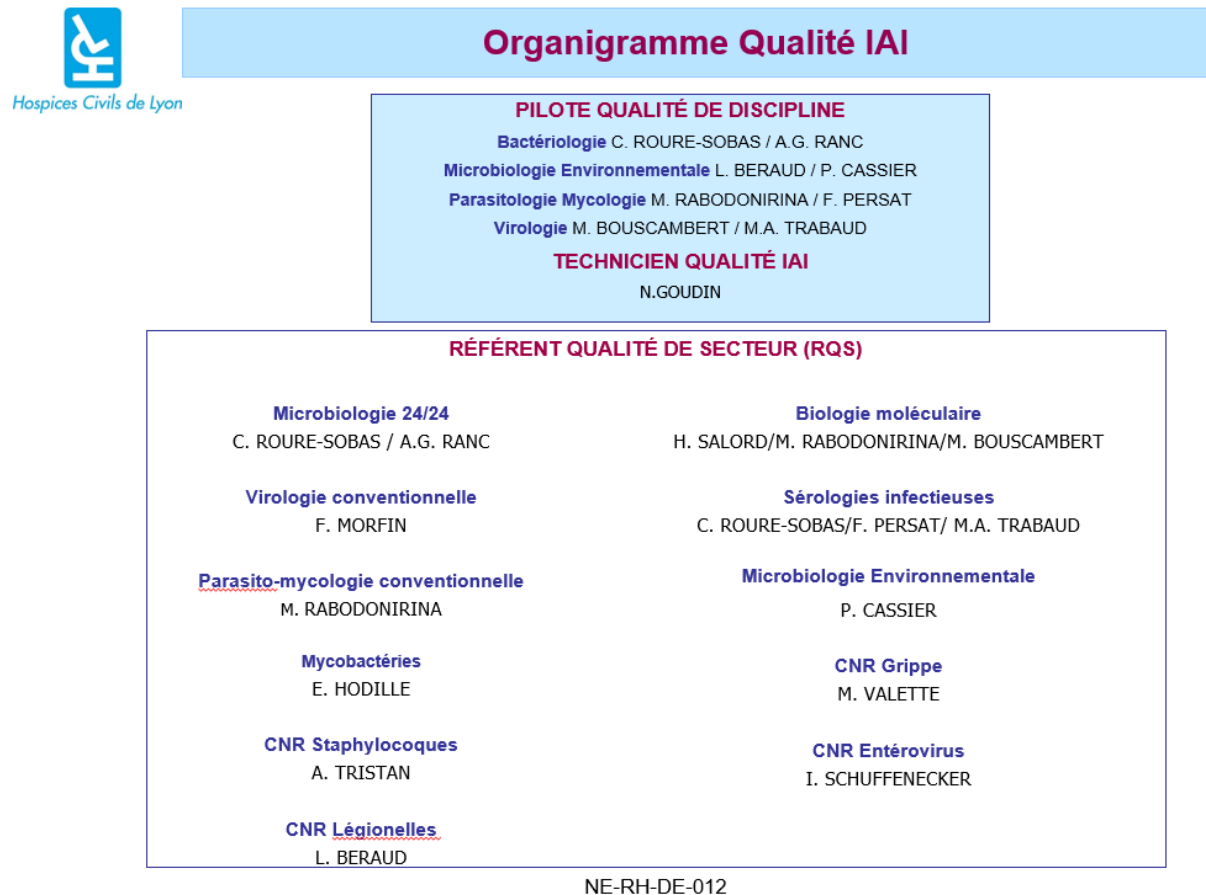 Organigramme Qualité IAI
Hospices Civils de Lyon
PILOTE QUALITÉ DE DISCIPLINE
Bactériologie C. ROURE-SOBAS / A.G. RANC
Microbiologie Environnementale L. BERAUD / P. CASSIER
Parasitologie Mycologie M. RABODONIRINA / F. PERSAT
Virologie M. BOUSCAMBERT / M.A. TRABAUD
TECHNICIEN QUALITÉ IAI
N.GOUDIN
RÉFÉRENT QUALITÉ DE SECTEUR (RQS)
Microbiologie 24/24
C. ROURE-SOBAS / A.G. RANC
Virologie conventionnelle
F. MORFIN
Parasito-mycologie conventionnelle
M. RABODONIRINA
Mycobactéries
E. HODILLE
CNR Staphylocoques
A. TRISTAN
CNR Légionelles
L. BERAUD
Biologie moléculaire
H. SALORD/M. RABODONIRINA/M. BOUSCAMBERT
Sérologies infectieuses
C. ROURE-SOBAS/F. PERSAT/ M.A. TRABAUD
Microbiologie Environnementale
P. CASSIER
CNR Grippe
M. VALETTE
CNR Entérovirus
I. SCHUFFENECKER
NE-RH-DE-012